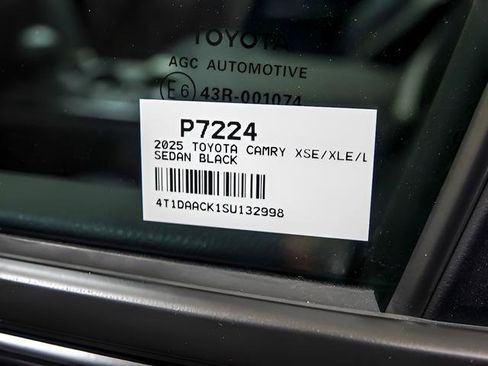 TOYOTA
AGC AUTOMOTIVE
E6 43R-001074
P7224
2025 TOYOTA CAMRY XSE/XLE/L
SEDAN BLACK
4T1DAACK1SU132998